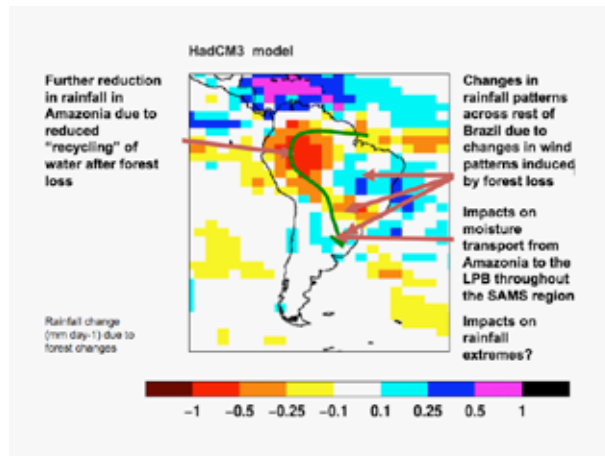 HadCM3 model
Further reduction
in rainfall in
Amazonia due to
reduced
"recycling" of
water after forest
loss
Changes in
rainfall patterns
across rest of
Brazil due to
changes in wind
patterns induced
by forest loss
Impacts on
moisture
transport from
Amazonia to the
LPB throughout
the SAMS region
Impacts on
rainfall
extremes?
Rainfall change
(mm day-1) due to
forest changes
-1 -0.5 -0.25 -0.1 0.1 0.25 0.5 1